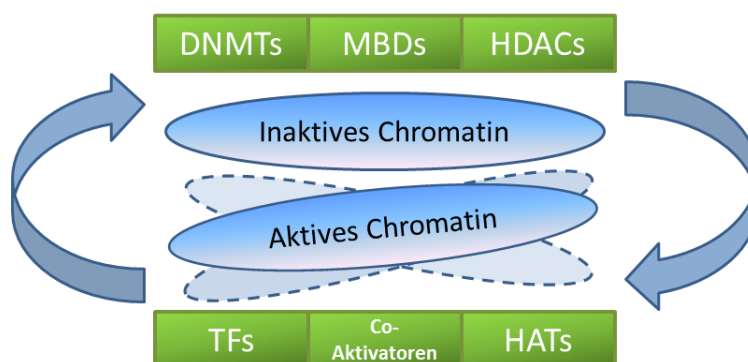 DNMTs MBDs HDACs
Inaktives Chromatin
Aktives Chromatin
TFs Co-Aktivatoren HATs